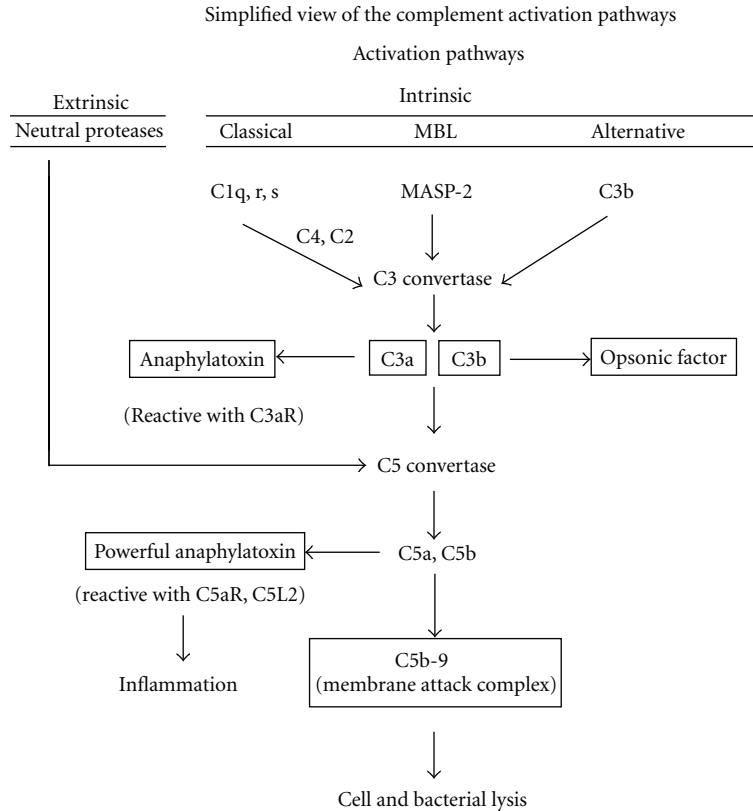 Simplified view of the complement activation pathways
Activation pathways
Extrinsic
Intrinsic
Neutral proteases
Classical
MBL
Alternative
C1q, r, s
MASP-2
C3b
C4, C2
C3 convertase
Anaphylatoxin
C3a
C3b
Opsonic factor
(Reactive with C3aR)
C5 convertase
Powerful anaphylatoxin
C5a, C5b
(reactive with C5aR, C5L2)
Inflammation
C5b-9
(membrane attack complex)
Cell and bacterial lysis